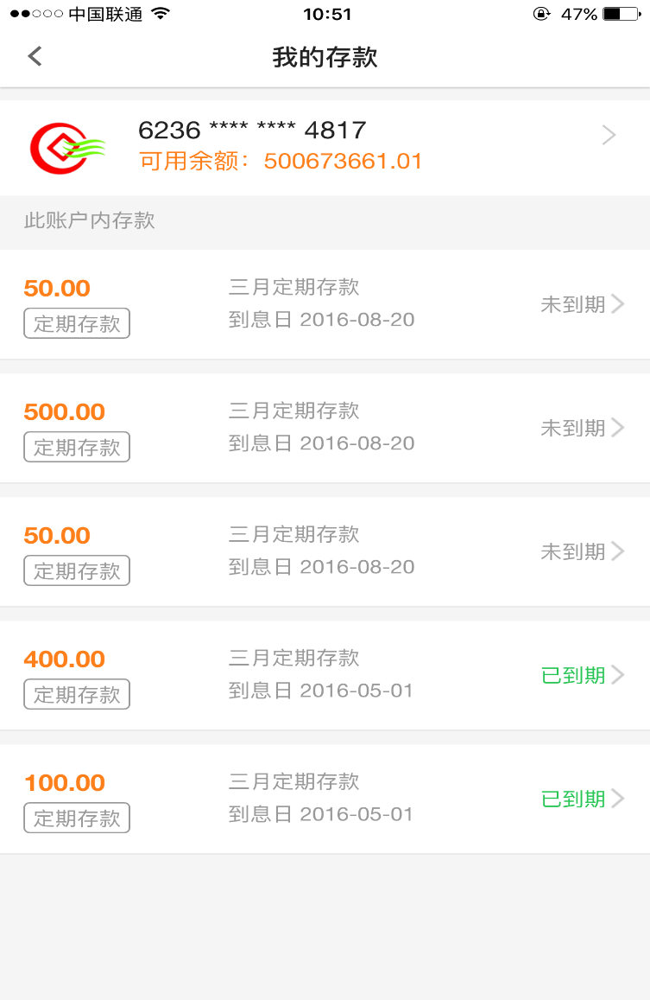 中国联通 10:51 47%
我的存款
6236 **** **** 4817
可用余额：500673661.01
此账户内存款
50.00
定期存款
三月定期存款
到息日 2016-08-20
未到期
500.00
定期存款
三月定期存款
到息日 2016-08-20
未到期
50.00
定期存款
三月定期存款
到息日 2016-08-20
未到期
400.00
定期存款
三月定期存款
到息日 2016-05-01
已到期
100.00
定期存款
三月定期存款
到息日 2016-05-01
已到期